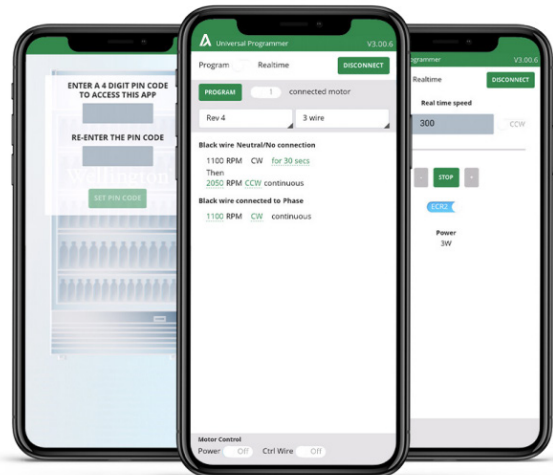 ENTER A 4 DIGIT PIN CODE
TO ACCESS THIS APP
RE-ENTER THE PIN CODE
Wellington
SET PIN CODE
Universal Programmer V3.00.6
Program Realtime DISCONNECT
PROGRAM 1 connected motor
Rev 4 3 wire
Black wire Neutral/No connection
1100 RPM CW for 30 secs
Then
2050 RPM CCW continuous
Black wire connected to Phase
1100 RPM CW continuous
Motor Control
Power Off Ctrl Wire Off
V3.00.6
Realtime DISCONNECT
Real time speed
300 CCW
- STOP +
ECR2
Power
3W